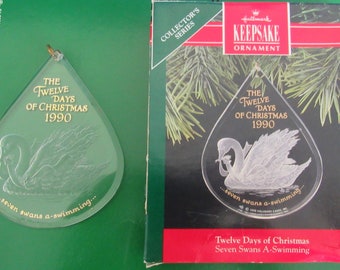 THE
TWELVE
DAYS
OF CHRISTMAS
1990
...seven swans a-swimming...
COLLECTOR'S
SERIES
Hallmark
KEEPSAKE
ORNAMENT
THE
TWELVE
DAYS
OF CHRISTMAS
1990
...seven swans a-swimming...
Twelve Days of Christmas
Seven Swans A-Swimming